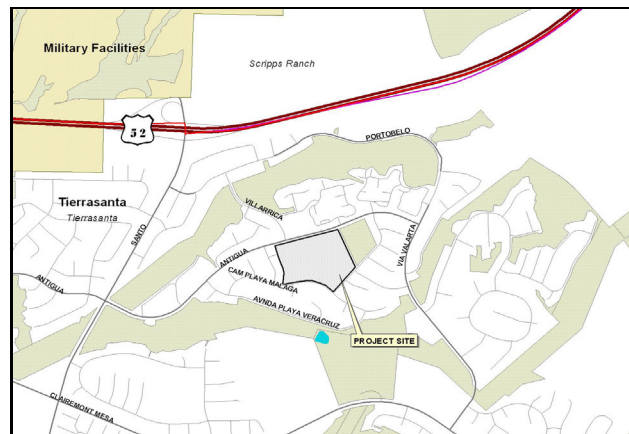 Military Facilities
Scripps Ranch
52
PORTOBELO
Tierrasanta
Tierrasanta
VILLARRICA
SANTO
ANTIGUA
VIA VALARTA
ANTIGUA
CAM PLAYA MALAGA
AVNDA PLAYA VERACRUZ
PROJECT SITE
CLAIREMONT MESA